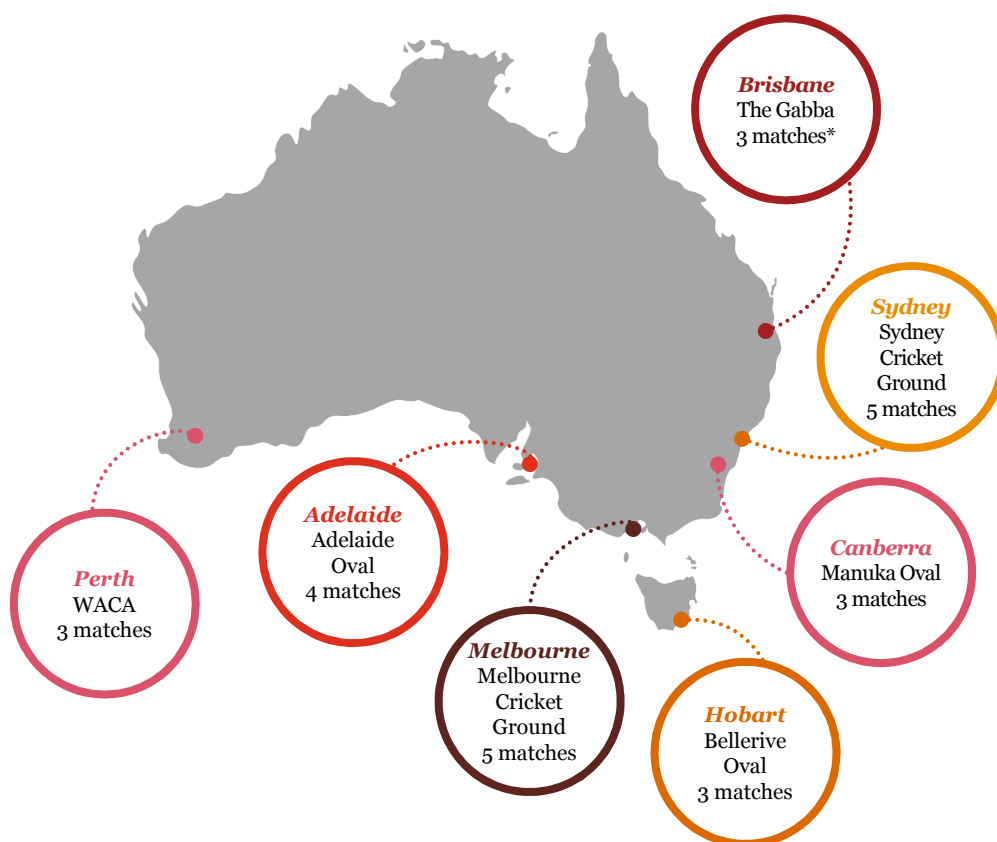 Brisbane
The Gabba
3 matches*
Sydney
Sydney
Cricket
Ground
5 matches
Adelaide
Adelaide
Oval
4 matches
Canberra
Manuka Oval
3 matches
Perth
WACA
3 matches
Melbourne
Melbourne
Cricket
Ground
5 matches
Hobart
Bellerive
Oval
3 matches